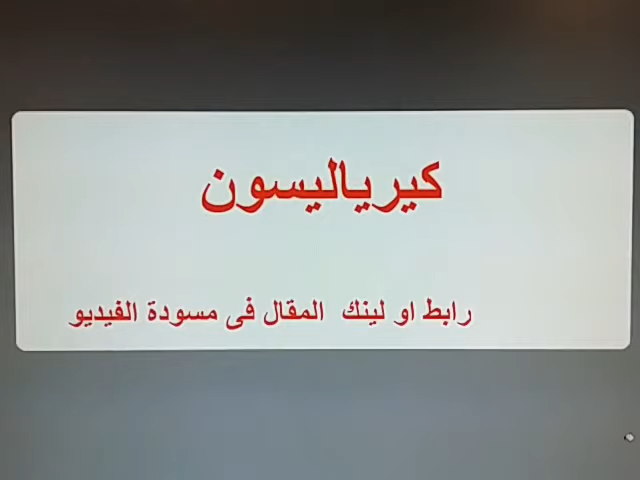 كيرياليسون
رابط او لينك المقال فى مسودة الفيديو